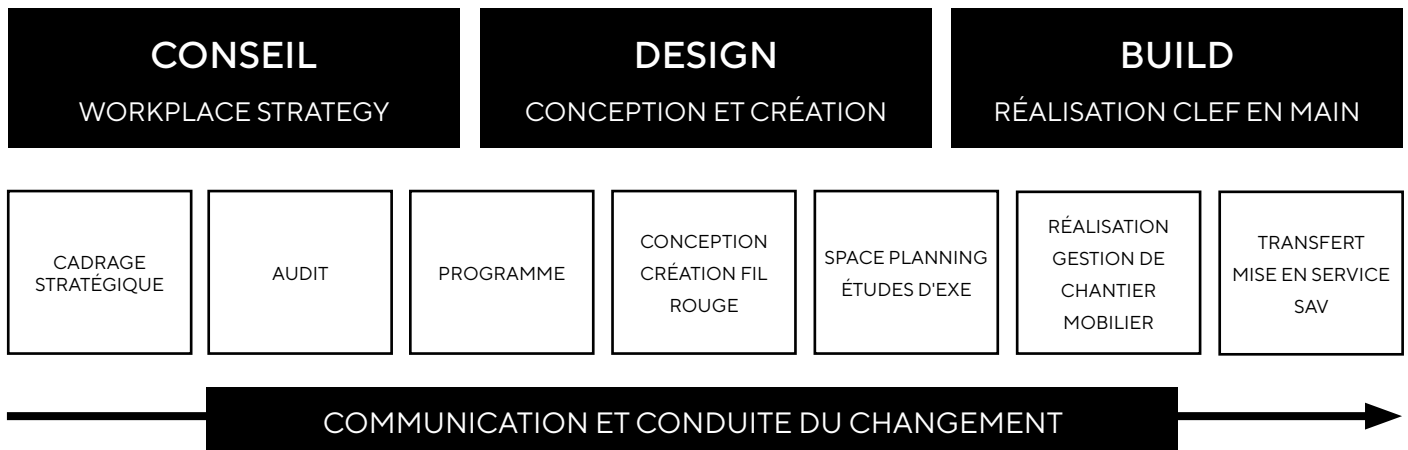 CONSEIL
WORKPLACE STRATEGY
DESIGN
CONCEPTION ET CRÉATION
BUILD
RÉALISATION CLEF EN MAIN
CADRAGE
STRATÉGIQUE
AUDIT
PROGRAMME
CONCEPTION
CRÉATION FIL
ROUGE
SPACE PLANNING
ÉTUDES D'EXE
RÉALISATION
GESTION DE
CHANTIER
MOBILIER
TRANSFERT
MISE EN SERVICE
SAV
COMMUNICATION ET CONDUITE DU CHANGEMENT